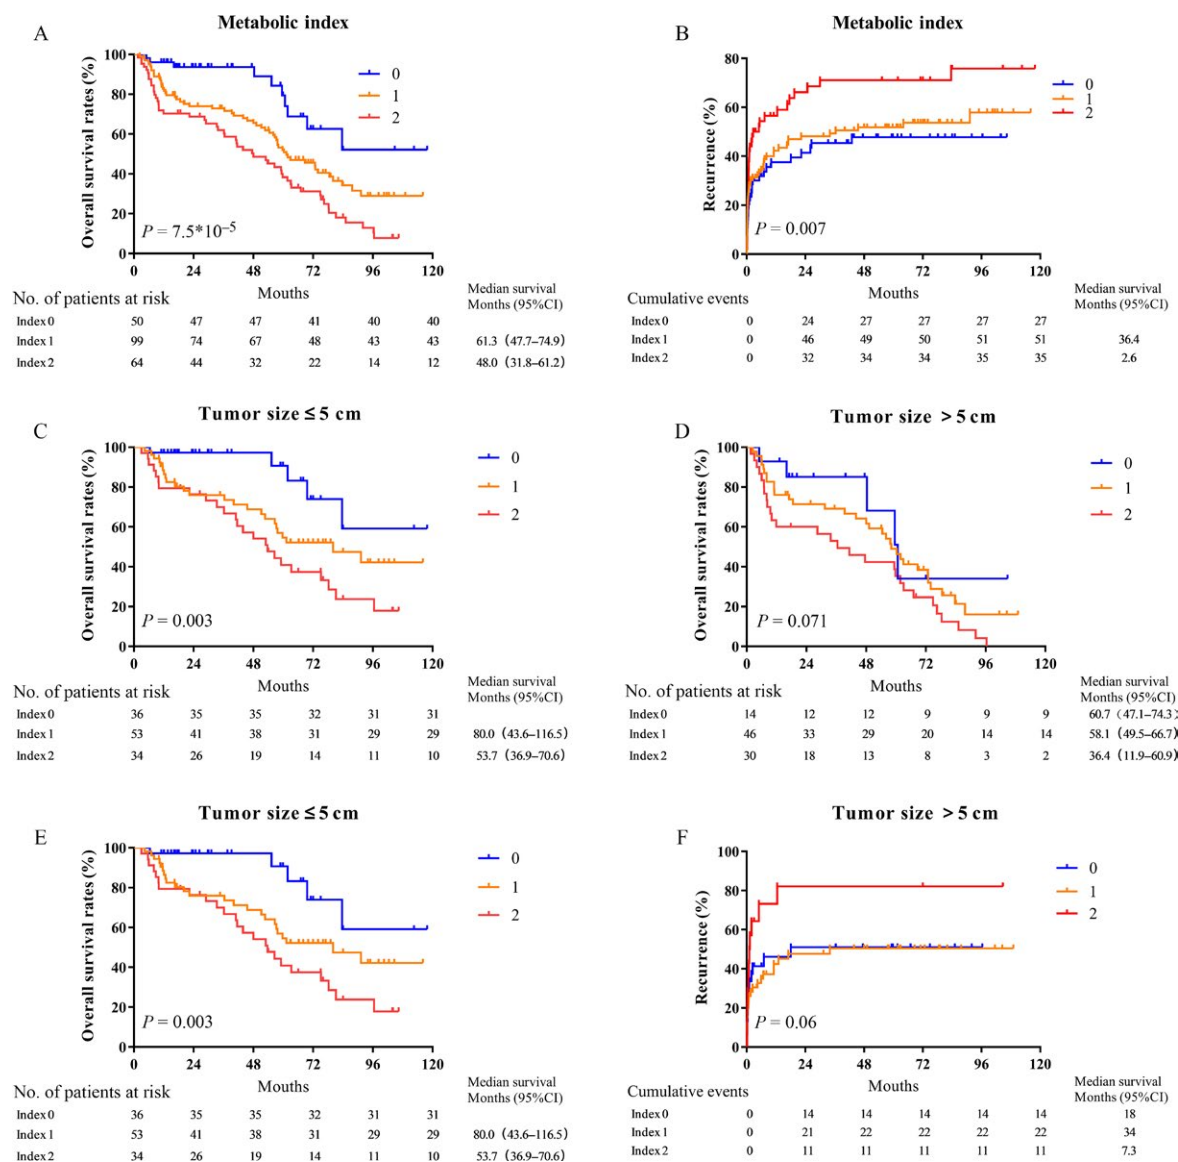 A
Metabolic index
Overall survival rates (%)
100
80
60
40
20
0
0
1
2
P = 7.5*10⁻⁵
0 24 48 72 96 120
Mouths
No. of patients at risk
Median survival
Months (95%CI)
Index 0 50 47 47 41 40 40
Index 1 99 74 67 48 43 43 61.3 (47.7–74.9)
Index 2 64 44 32 22 14 12 48.0 (31.8–61.2)
B
Metabolic index
Recurrence (%)
80
60
40
20
0
0
1
2
P = 0.007
0 24 48 72 96 120
Mouths
Cumulative events
Median survival
Months (95%CI)
Index 0 0 24 27 27 27 27
Index 1 0 46 49 50 51 51 36.4
Index 2 0 32 34 34 35 35 2.6
C
Tumor size ≤ 5 cm
Overall survival rates (%)
100
80
60
40
20
0
0
1
2
P = 0.003
0 24 48 72 96 120
Mouths
No. of patients at risk
Median survival
Months (95%CI)
Index 0 36 35 35 32 31 31
Index 1 53 41 38 31 29 29 80.0 (43.6–116.5)
Index 2 34 26 19 14 11 10 53.7 (36.9–70.6)
D
Tumor size > 5 cm
Overall survival rates (%)
100
80
60
40
20
0
0
1
2
P = 0.071
0 24 48 72 96 120
Mouths
No. of patients at risk
Median survival
Months (95%CI)
Index 0 14 12 12 9 9 9 60.7 (47.1–74.3)
Index 1 46 33 29 20 14 14 58.1 (49.5–66.7)
Index 2 30 18 13 8 3 2 36.4 (11.9–60.9)
E
Tumor size ≤ 5 cm
Overall survival rates (%)
100
80
60
40
20
0
0
1
2
P = 0.003
0 24 48 72 96 120
Mouths
No. of patients at risk
Median survival
Months (95%CI)
Index 0 36 35 35 32 31 31
Index 1 53 41 38 31 29 29 80.0 (43.6–116.5)
Index 2 34 26 19 14 11 10 53.7 (36.9–70.6)
F
Tumor size > 5 cm
Recurrence (%)
100
80
60
40
20
0
0
1
2
P = 0.06
0 24 48 72 96 120
Mouths
Cumulative events
Median survival
Months (95%CI)
Index 0 0 14 14 14 14 14 18
Index 1 0 21 22 22 22 22 34
Index 2 0 11 11 11 11 11 7.3